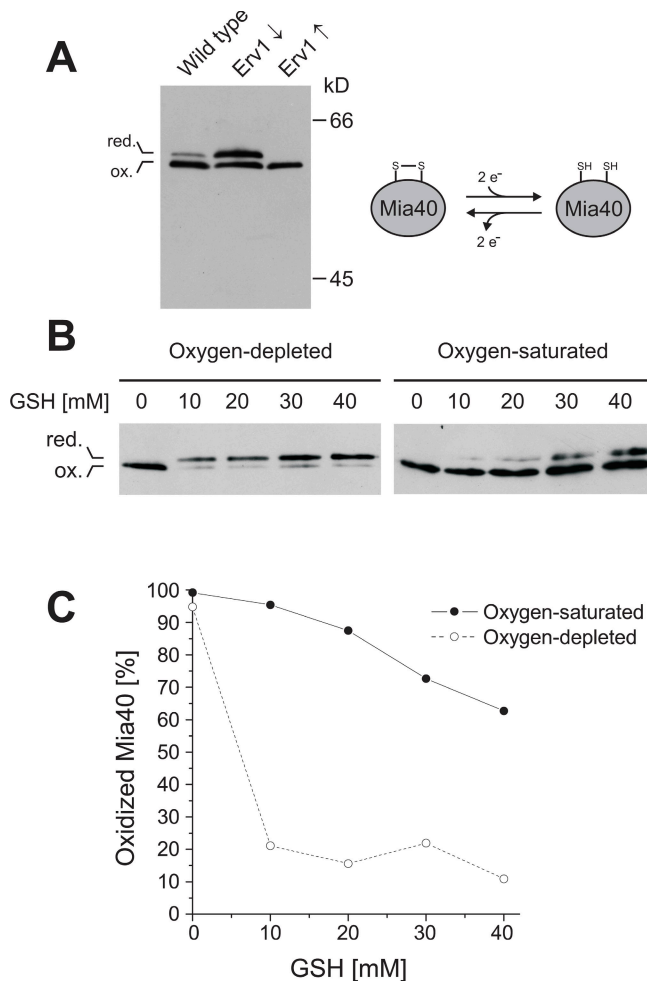 A
Wild type
Erv1 ↓
Erv1 ↑
kD
66
red.
ox.
45
S S
Mia40
2 e⁻
2 e⁻
SH SH
Mia40
B
Oxygen-depleted Oxygen-saturated
GSH [mM] 0 10 20 30 40 0 10 20 30 40
red.
ox.
C
Oxygen-saturated
Oxygen-depleted
Oxidized Mia40 [%]
100
90
80
70
60
50
40
30
20
10
0
0 10 20 30 40
GSH [mM]